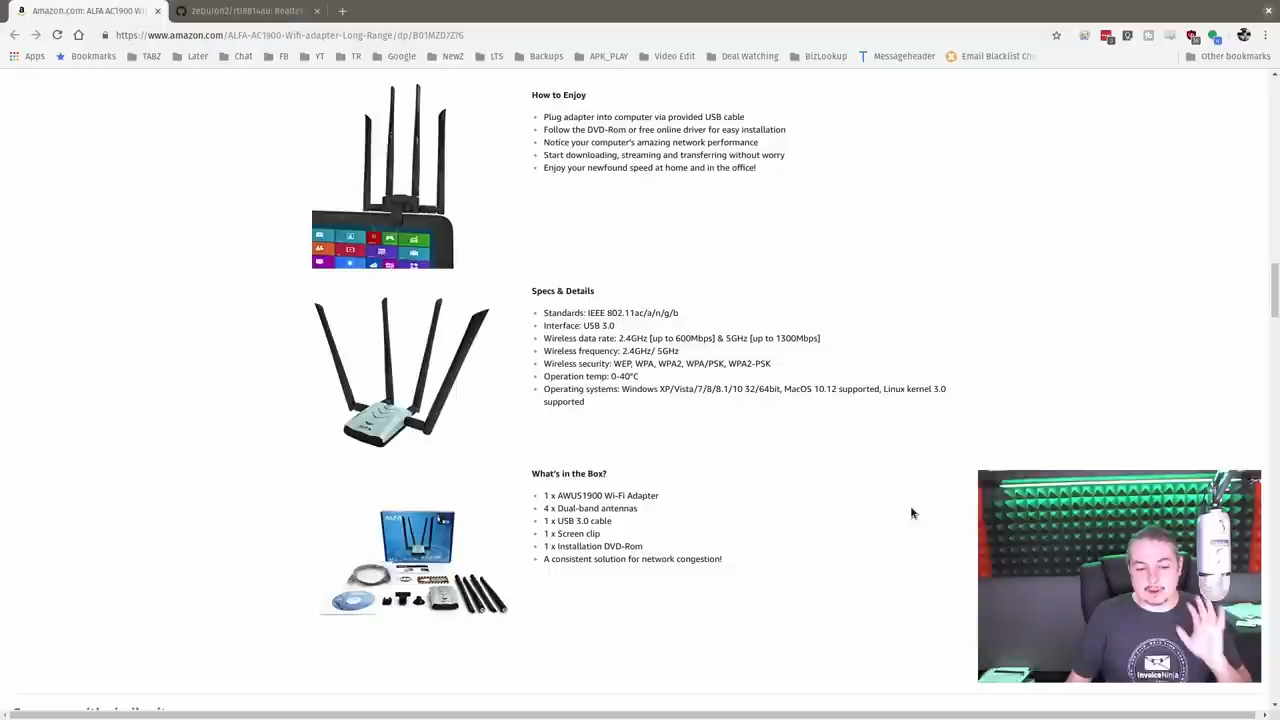 Amazon.com: ALFA AC1900 Wi
zebulon2/rtl8814au: Realtek
https://www.amazon.com/ALFA-AC1900-Wifi-adapter-Long-Range/dp/B01MZD7Z76
Apps Bookmarks TABZ Later Chat FB YT TR Google NewZ LTS Backups APK_PLAY Video Edit Deal Watching BizLookup Messageheader Email Blacklist Che Other bookmarks
How to Enjoy
Plug adapter into computer via provided USB cable
Follow the DVD-Rom or free online driver for easy installation
Notice your computer's amazing network performance
Start downloading, streaming and transferring without worry
Enjoy your newfound speed at home and in the office!
Specs & Details
Standards: IEEE 802.11ac/a/n/g/b
Interface: USB 3.0
Wireless data rate: 2.4GHz [up to 600Mbps] & 5GHz [up to 1300Mbps]
Wireless frequency: 2.4GHz/ 5GHz
Wireless security: WEP, WPA, WPA2, WPA/PSK, WPA2-PSK
Operation temp: 0-40°C
Operating systems: Windows XP/Vista/7/8/8.1/10 32/64bit, MacOS 10.12 supported, Linux kernel 3.0
supported
What's in the Box?
1 x AWUS1900 Wi-Fi Adapter
4 x Dual-band antennas
1 x USB 3.0 cable
1 x Screen clip
1 x Installation DVD-Rom
A consistent solution for network congestion!
ALFA
InvoiceNinja